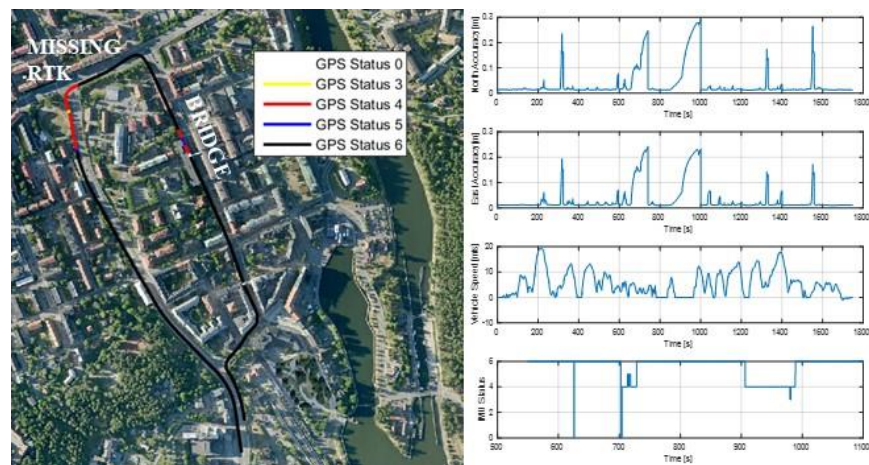 MISSING
-RTK
BRIDGE
GPS Status 0
GPS Status 3
GPS Status 4
GPS Status 5
GPS Status 6
North Accuracy [m]
0.3
0.2
0.1
0
0 200 400 600 800 1000 1200 1400 1600 1800
Time [s]
East Accuracy [m]
0.3
0.2
0.1
0
0 200 400 600 800 1000 1200 1400 1600 1800
Time [s]
Vehicle Speed [m/s]
20
10
0
-10
0 200 400 600 800 1000 1200 1400 1600 1800
Time [s]
Status
6
4
2
0
500 600 700 800 900 1000 1100
Time [s]